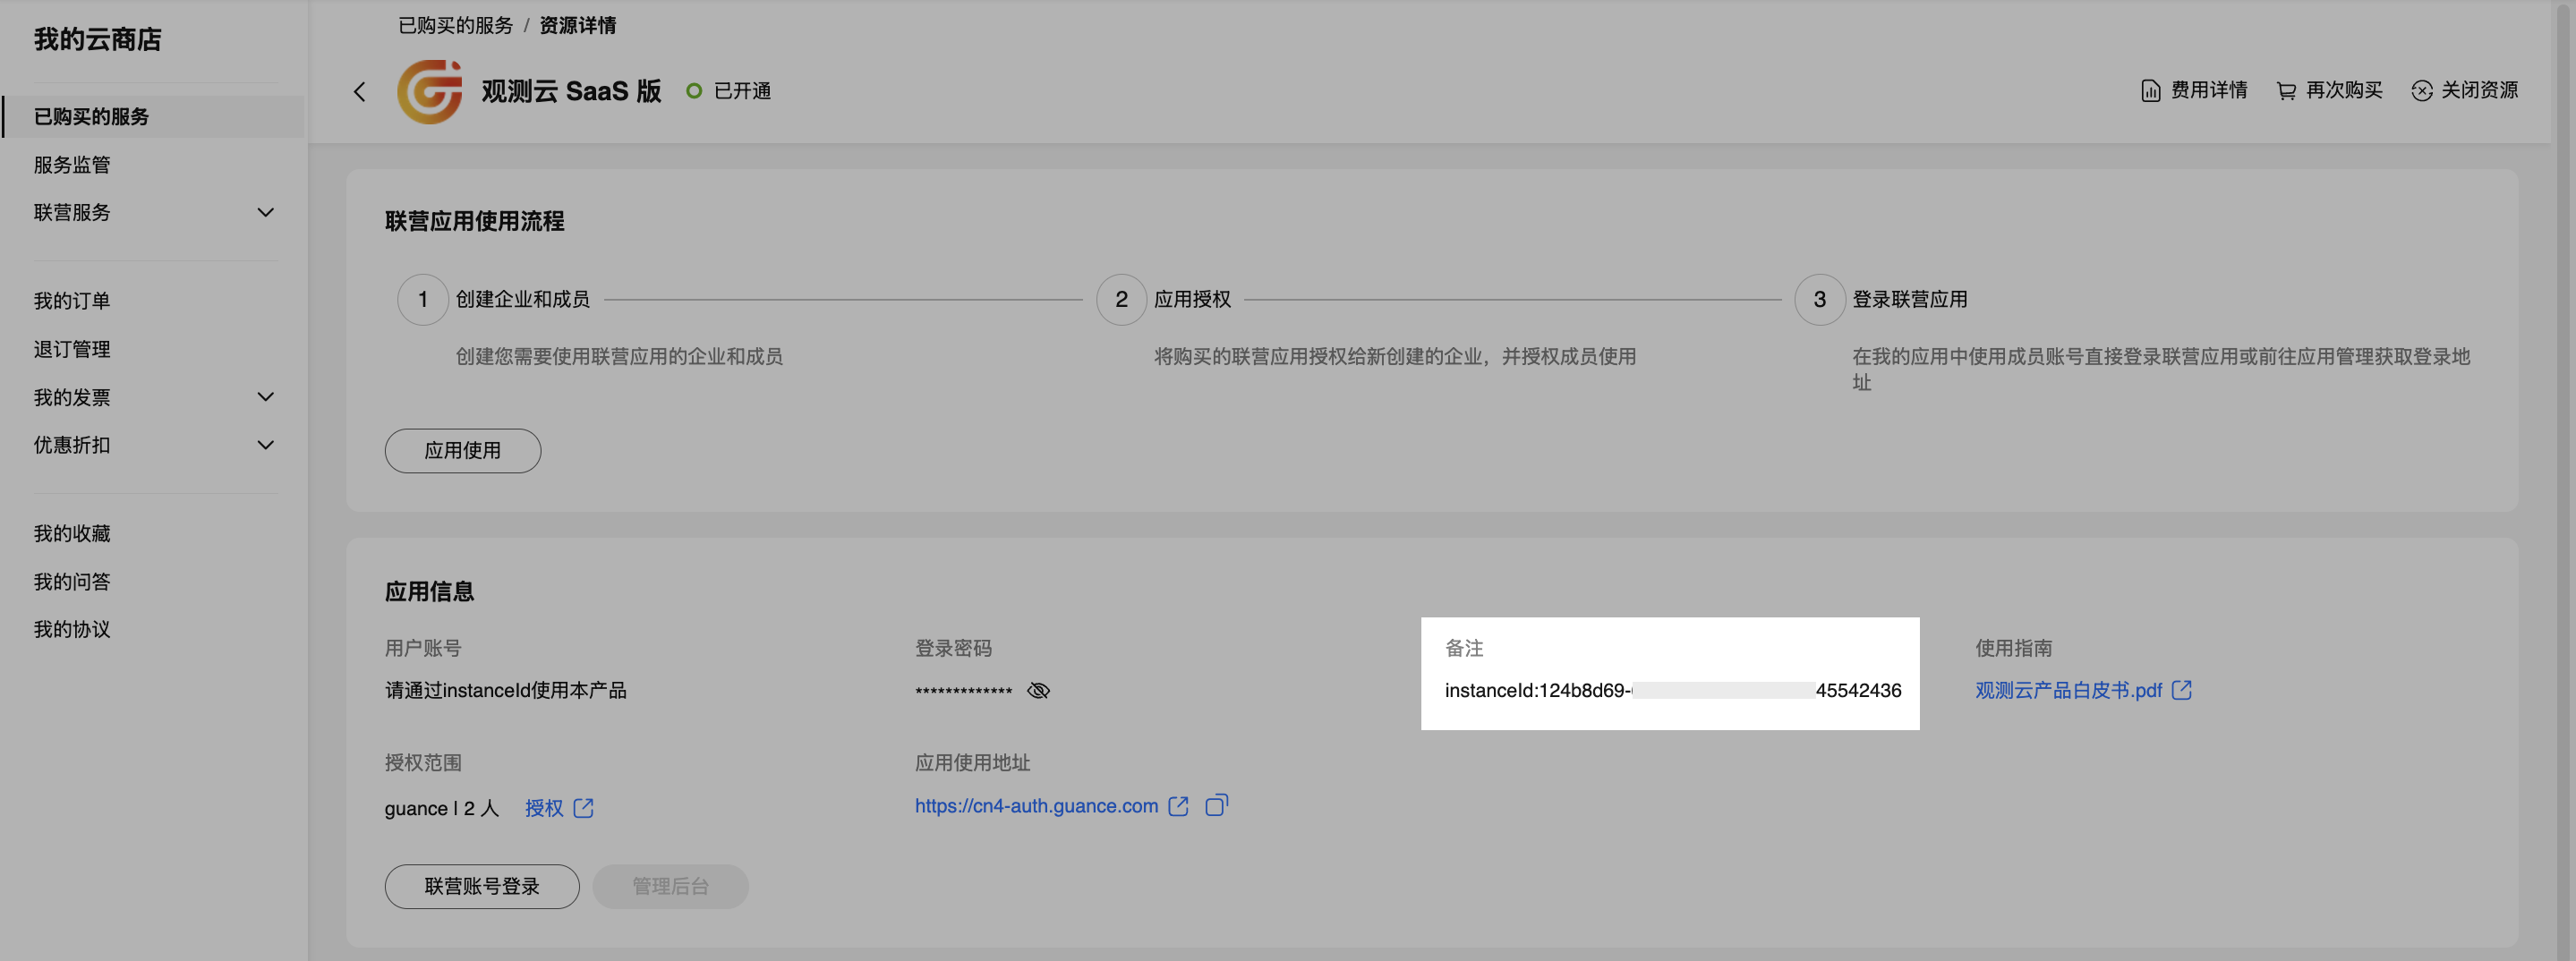 我的云商店
已购买的服务
服务监管
联营服务
我的订单
退订管理
我的发票
优惠折扣
我的收藏
我的问答
我的协议
已购买的服务 / 资源详情
观测云 SaaS 版 已开通
费用详情 再次购买 关闭资源
联营应用使用流程
1 创建企业和成员
创建您需要使用联营应用的企业和成员
2 应用授权
将购买的联营应用授权给新创建的企业，并授权成员使用
3 登录联营应用
在我的应用中使用成员账号直接登录联营应用或前往应用管理获取登录地
址
应用使用
应用信息
用户账号
请通过instanceId使用本产品
登录密码
*************
备注
instanceId:124b8d69- 45542436
使用指南
观测云产品白皮书.pdf
授权范围
guance | 2 人 授权
应用使用地址
https://cn4-auth.guance.com
联营账号登录 管理后台